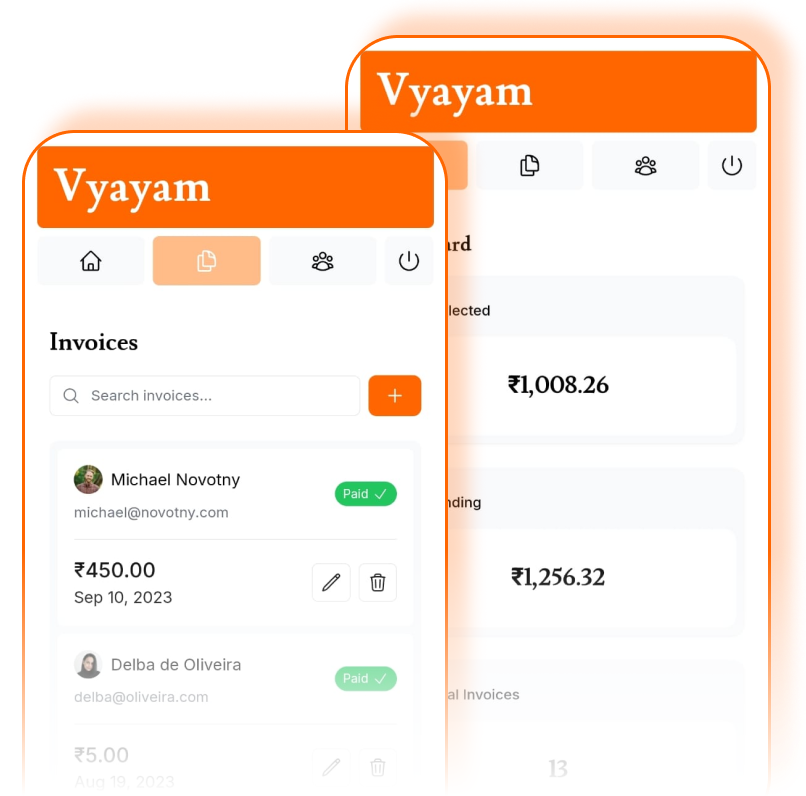 Vyayam
Invoices
Search invoices...
Michael Novotny
Paid
michael@novotny.com
₹450.00
Sep 10, 2023
Delba de Oliveira
Paid
delba@oliveira.com
₹5.00
Aug 19, 2023
Vyayam
ard
lected
₹1,008.26
nding
₹1,256.32
al Invoices
13